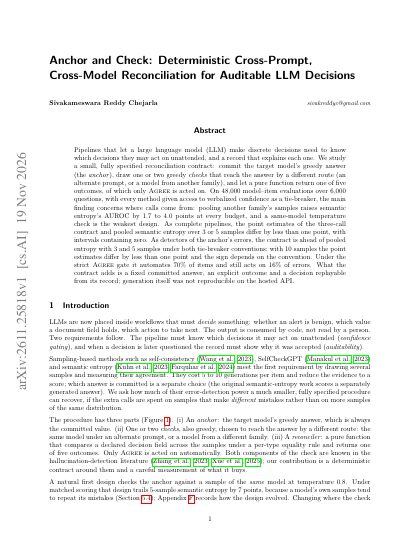 Anchor and Check: Deterministic Cross-Prompt,
Cross-Model Reconciliation for Auditable LLM Decisions
Sivakameswara Reddy Chejarla sivakreddyc@gmail.com
Abstract
Pipelines that let a large language model (LLM) make discrete decisions need to
know which decisions they may act on unattended, and a record that explains each one. We study
a small, fully specified reconciliation contract: commit the target model's greedy answer
(the anchor), draw one or two greedy checks that reach the answer by a different route (an
alternate prompt, or a model from another family), and let a pure function return one of five
outcomes, of which only AGREE is acted on. On 48,000 model-item evaluations over 6,000
questions, with every method given access to verbalized confidence as a tie-breaker, the main
finding concerns where calls come from: pooling another family's samples raises semantic
entropy's AUROC by 1.7 to 4.0 points at every budget, and a same-model temperature
check is the weakest design. As complete pipelines, the point estimates of the three-call
contract and pooled semantic entropy over 3 or 5 samples differ by less than one point, with
intervals containing zero. As detectors of the anchor's errors, the contract is ahead of pooled
entropy with 3 and 5 samples under both tie-breaker conventions; with 10 samples the point
estimates differ by less than one point and the sign depends on the convention. Under the
strict AGREE gate it automates 70% of items and still acts on 16% of errors. What the
contract adds is a fixed committed answer, an explicit outcome and a decision replayable
from its record; generation itself was not reproducible on the hosted API.
1 Introduction
LLMs are now placed inside workflows that must decide something: whether an alert is benign, which value
a document field holds, which action to take next. The output is consumed by code, not read by a person.
Two requirements follow. The pipeline must know which decisions it may act on unattended (confidence
gating), and when a decision is later questioned the record must show why it was accepted (auditability).
Sampling-based methods such as self-consistency (Wang et al., 2023), SelfCheckGPT (Manakul et al., 2023)
and semantic entropy (Kuhn et al., 2023; Farquhar et al., 2024) meet the first requirement by drawing several
samples and measuring their agreement. They cost 5 to 10 generations per item and reduce the evidence to a
score; which answer is committed is a separate choice (the original semantic-entropy work scores a separately
generated answer). We ask how much of their error-detection power a much smaller, fully specified procedure
can recover, if the extra calls are spent on samples that make different mistakes rather than on more samples
of the same distribution.
The procedure has three parts (Figure 1). (i) An anchor: the target model's greedy answer, which is always
the committed value. (ii) One or two checks, also greedy, chosen to reach the answer by a different route: the
same model under an alternate prompt, or a model from a different family. (iii) A reconciler: a pure function
that compares a declared decision field across the samples under a per-type equality rule and returns one
of five outcomes. Only AGREE is acted on automatically. Both components of the check are known in the
hallucination-detection literature (Zhang et al., 2023; Xue et al., 2025); our contribution is a deterministic
contract around them and a careful measurement of what it buys.
A natural first design checks the anchor against a sample of the same model at temperature 0.8. Under
matched scoring that design trails 5-sample semantic entropy by 7 points, because a model's own samples tend
to repeat its mistakes (Section 5.4); Appendix F records how the design evolved. Changing where the check
1
arXiv:2611.25818v1 [cs.AI] 19 Nov 2026